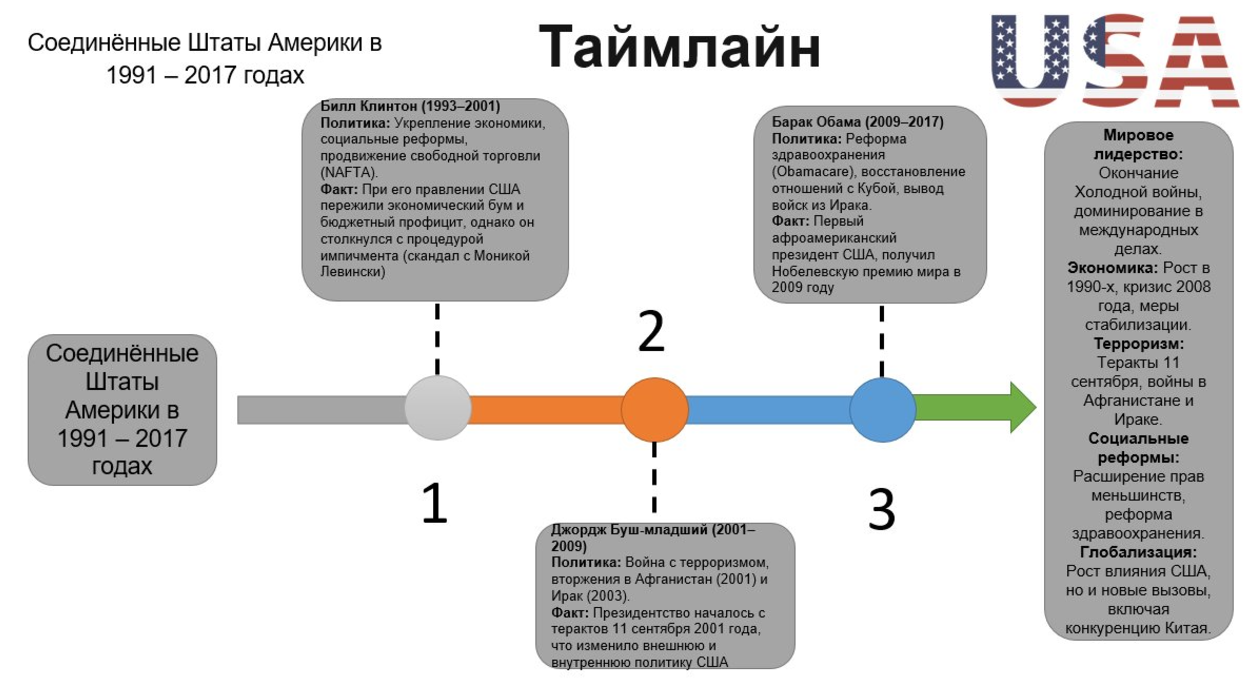 Соединённые Штаты Америки в
1991 – 2017 годах
Таймлайн
USA
Билл Клинтон (1993–2001)
Политика: Укрепление экономики,
социальные реформы,
продвижение свободной торговли
(NAFTA).
Факт: При его правлении США
пережили экономический бум и
бюджетный профицит, однако он
столкнулся с процедурой
импичмента (скандал с Моникой
Левински)
Барак Обама (2009–2017)
Политика: Реформа
здравоохранения
(Obamacare), восстановление
отношений с Кубой, вывод
войск из Ирака.
Факт: Первый
афроамериканский
президент США, получил
Нобелевскую премию мира в
2009 году
Мировое
лидерство:
Окончание
Холодной войны,
доминирование в
международных
делах.
Экономика: Рост в
1990-х, кризис 2008
года, меры
стабилизации.
Терроризм:
Теракты 11
сентября, войны в
Афганистане и
Ираке.
Социальные
реформы:
Расширение прав
меньшинств,
реформа
здравоохранения.
Глобализация:
Рост влияния США,
но и новые вызовы,
включая
конкуренцию Китая.
Соединённые
Штаты
Америки в
1991 – 2017
годах
1
2
3
Джордж Буш-младший (2001–
2009)
Политика: Война с терроризмом,
вторжения в Афганистан (2001) и
Ирак (2003).
Факт: Президентство началось с
терактов 11 сентября 2001 года,
что изменило внешнюю и
внутреннюю политику США